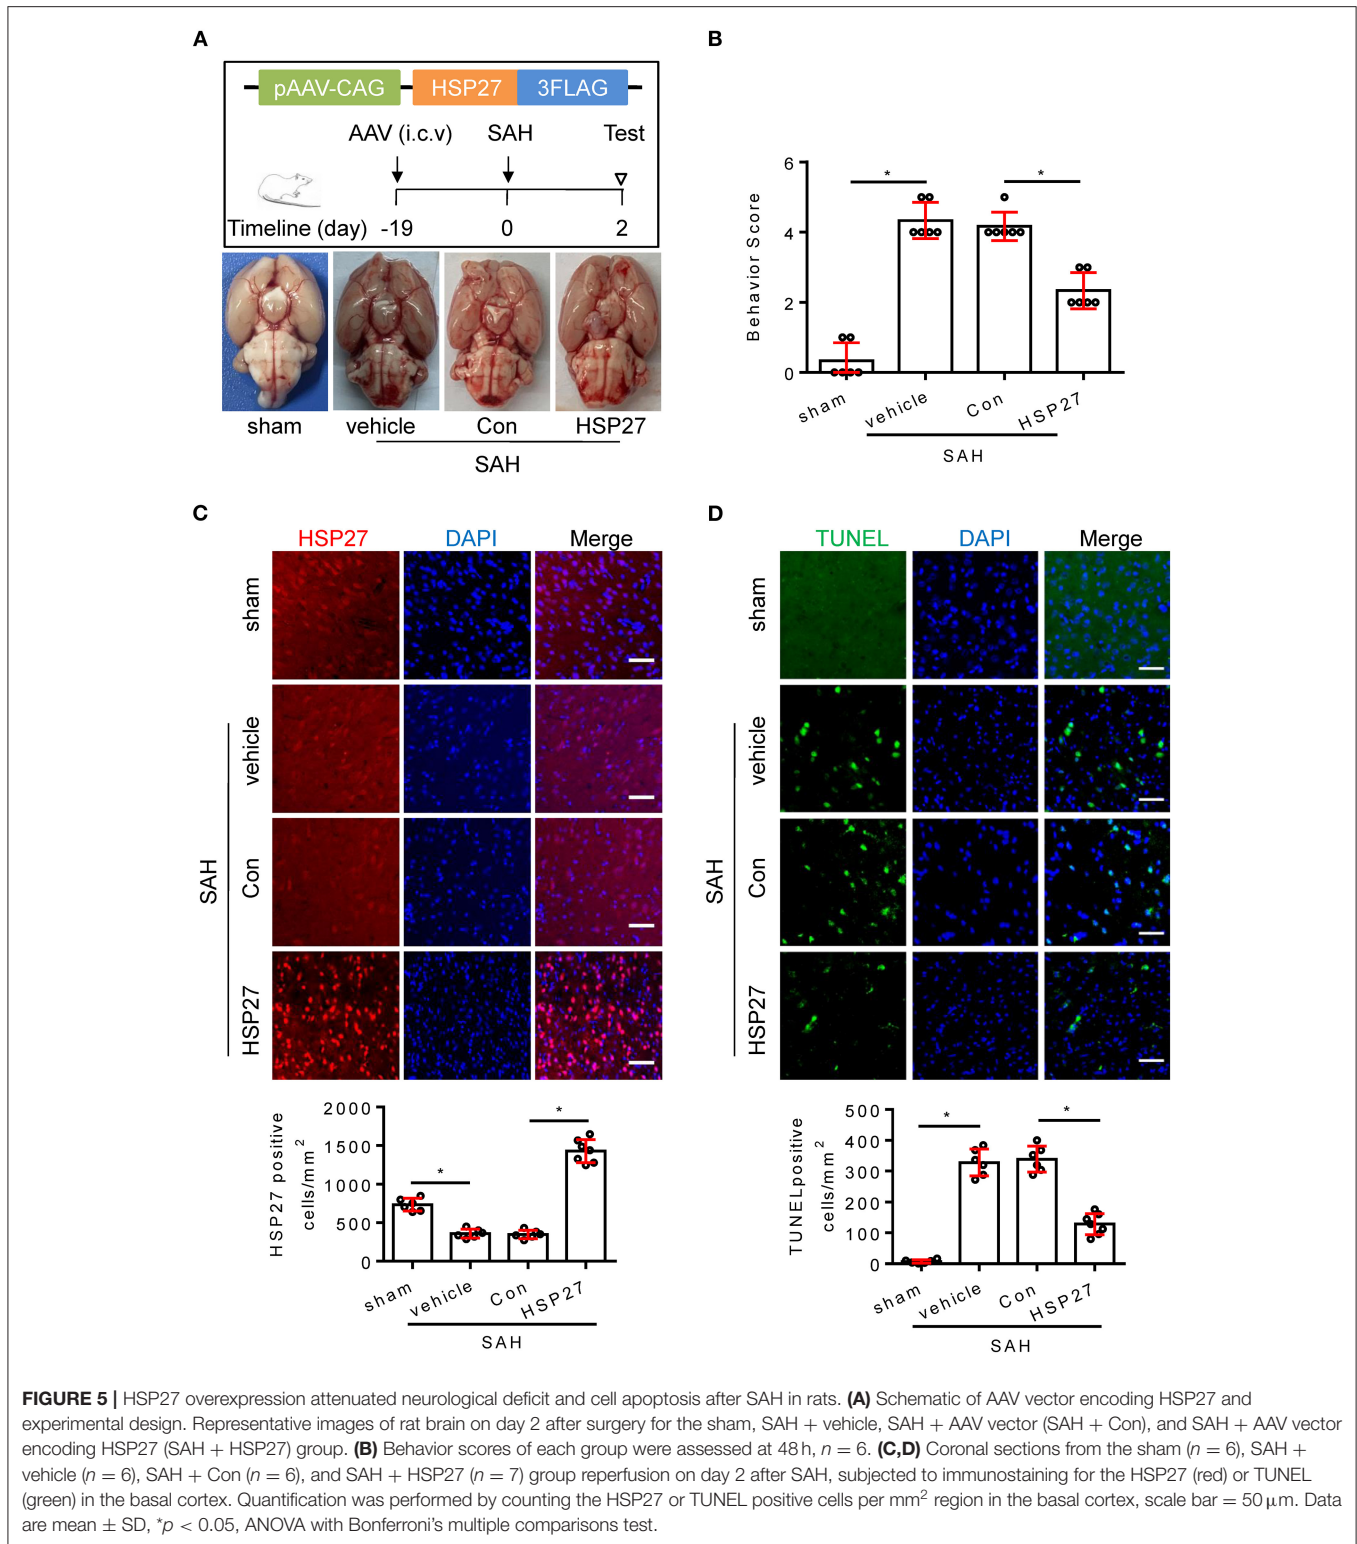 A
pAAV-CAG HSP27 3FLAG
AAV (i.c.v) SAH Test
Timeline (day) -19 0 2
sham vehicle Con HSP27
SAH
B
Behavior Score
6
4
2
0
* *
sham vehicle Con HSP27
SAH
C
HSP27 DAPI Merge
sham
vehicle
Con
HSP27
SAH
HSP27 positive
cells/mm2
2000
1500
1000
500
0
* *
sham vehicle Con HSP27
SAH
D
TUNEL DAPI Merge
sham
vehicle
Con
HSP27
SAH
TUNELpositive
cells/mm2
500
400
300
200
100
0
* *
sham vehicle Con HSP27
SAH
FIGURE 5 | HSP27 overexpression attenuated neurological deficit and cell apoptosis after SAH in rats. (A) Schematic of AAV vector encoding HSP27 and
experimental design. Representative images of rat brain on day 2 after surgery for the sham, SAH + vehicle, SAH + AAV vector (SAH + Con), and SAH + AAV vector
encoding HSP27 (SAH + HSP27) group. (B) Behavior scores of each group were assessed at 48 h, n = 6. (C,D) Coronal sections from the sham (n = 6), SAH +
vehicle (n = 6), SAH + Con (n = 6), and SAH + HSP27 (n = 7) group reperfusion on day 2 after SAH, subjected to immunostaining for the HSP27 (red) or TUNEL
(green) in the basal cortex. Quantification was performed by counting the HSP27 or TUNEL positive cells per mm2 region in the basal cortex, scale bar = 50 µm. Data
are mean ± SD, *p < 0.05, ANOVA with Bonferroni's multiple comparisons test.